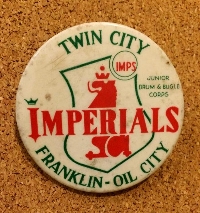 TWIN CITY
IMPS
JUNIOR
DRUM & BUGLE
CORPS
IMPERIALS
FRANKLIN - OIL CITY